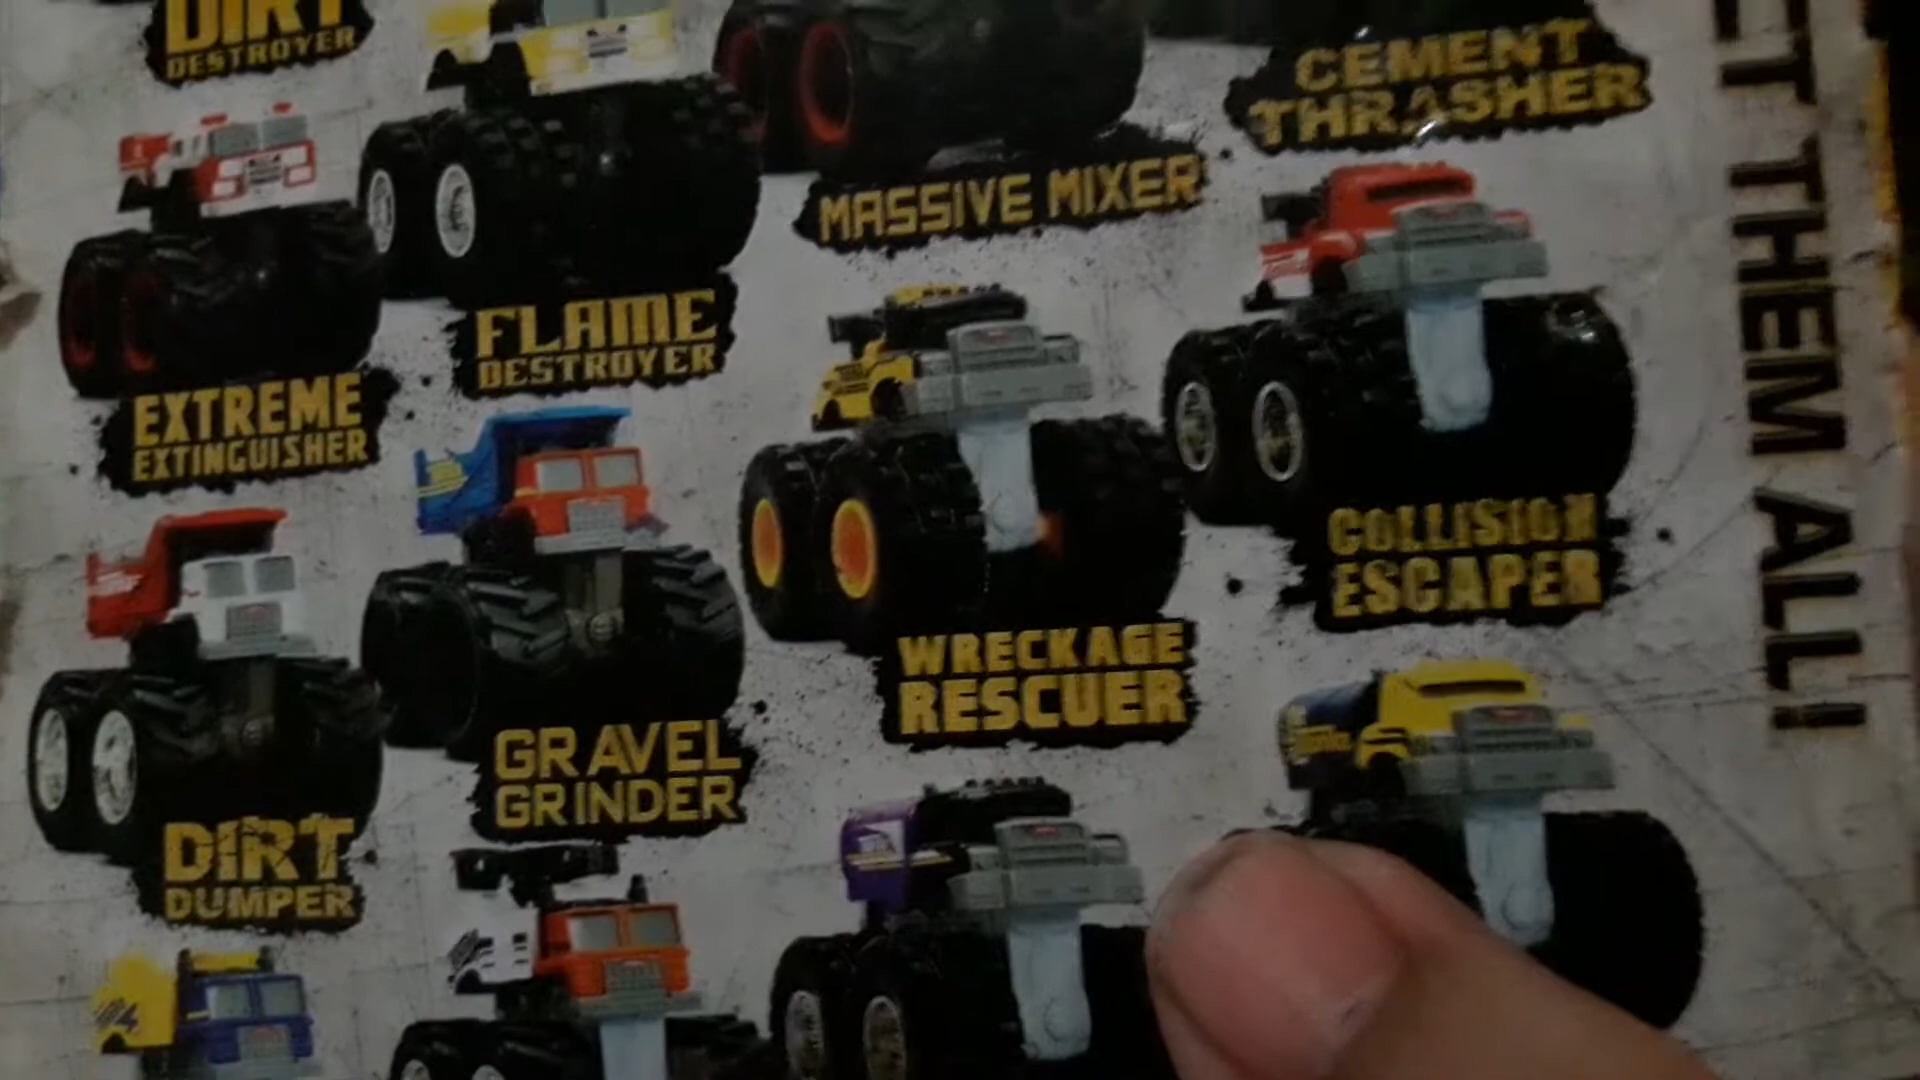 DIRT
DESTROYER
CEMENT
THRASHER
MASSIVE MIXER
FLAME
DESTROYER
EXTREME
EXTINGUISHER
COLLISION
ESCAPER
WRECKAGE
RESCUER
GRAVEL
GRINDER
DIRT
DUMPER
ET THEM ALL!